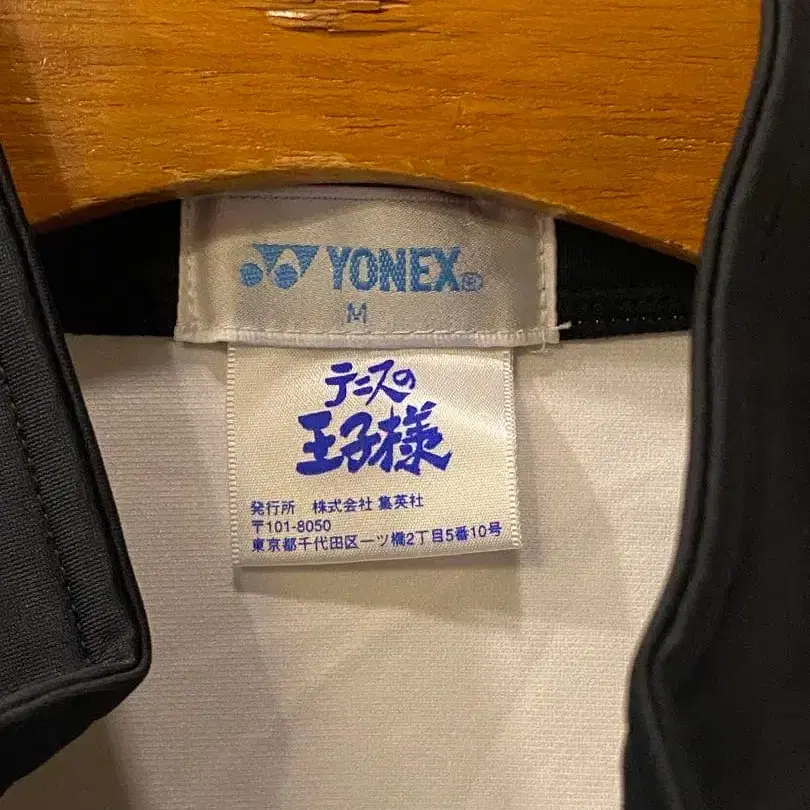 YONEX®
M
テニスの
王子様
発行所 株式会社 集英社
〒101-8050
東京都千代田区一ツ橋2丁目5番10号